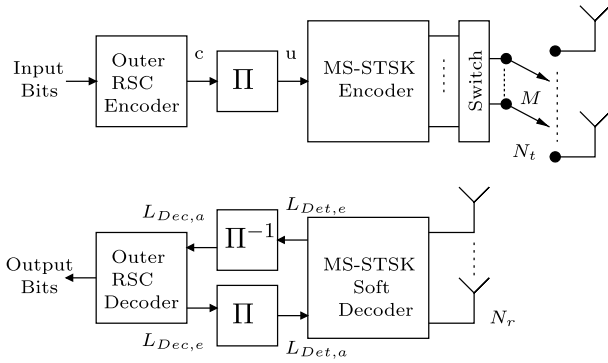 Input
Bits
Outer
RSC
Encoder
c
Π
u
MS-STSK
Encoder
Switch
M
N_t
Output
Bits
Outer
RSC
Decoder
L_{Dec,a}
Π^{-1}
L_{Det,e}
L_{Dec,e}
Π
L_{Det,a}
MS-STSK
Soft
Decoder
N_r